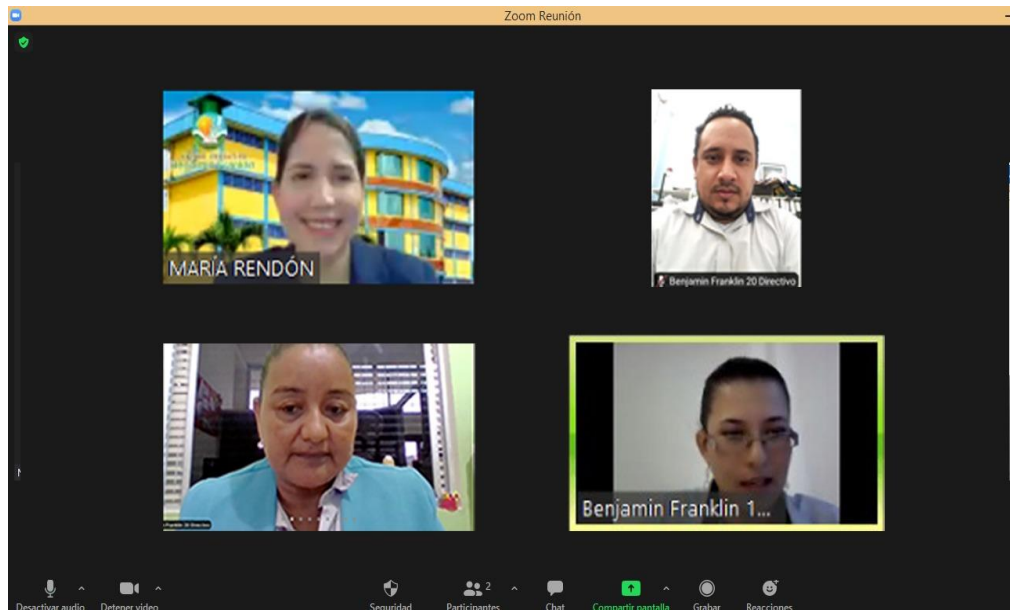 Zoom Reunión
MARÍA RENDÓN
Benjamin Franklin 20 Directivo
Benjamin Franklin 1...
2
Desactivar audio
Detener video
Seguridad
Participantes
Chat
Compartir pantalla
Grabar
Reacciones